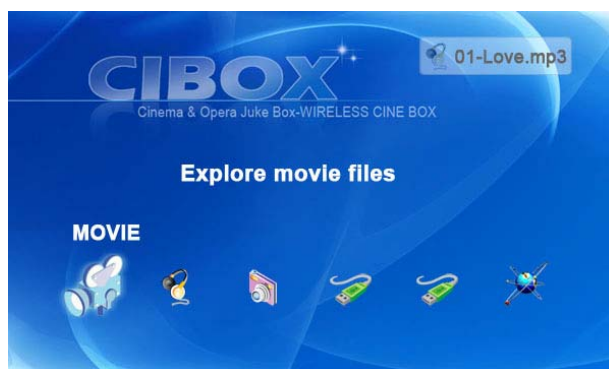 CIBOX
01-Love.mp3
Cinema & Opera Juke Box-WIRELESS CINE BOX
Explore movie files
MOVIE